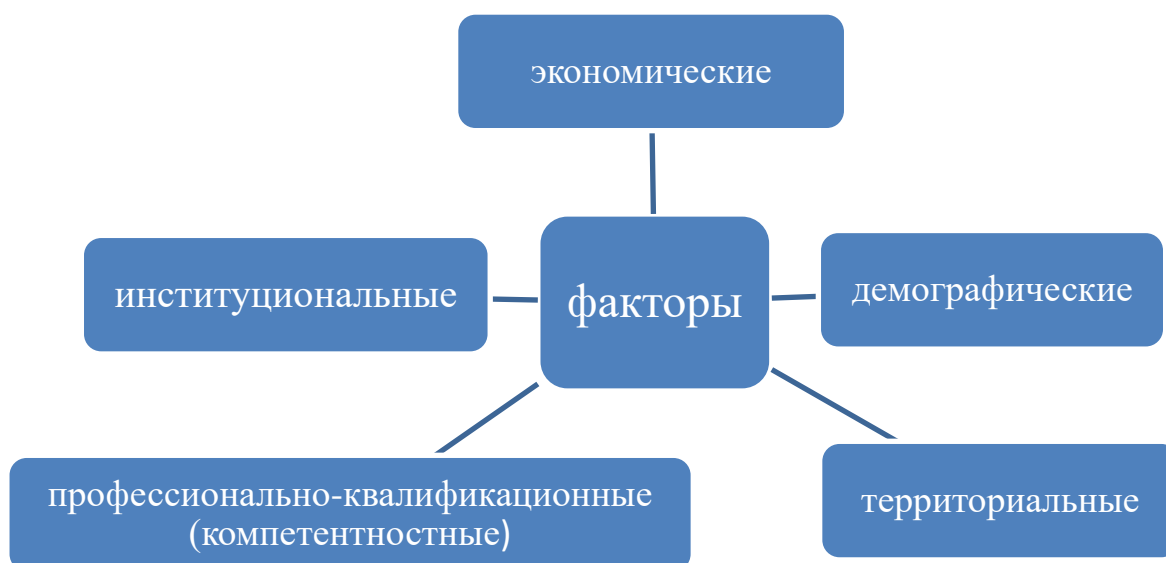 экономические
институциональные
факторы
демографические
профессионально-квалификационные
(компетентностные)
территориальные